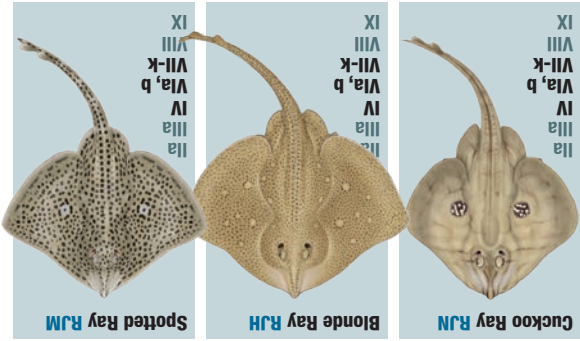 Cuckoo Ray RJN
IIa
IIIa
IV
VIa, b
VII-k
VIII
IX
Blonde Ray RJH
IIa
IIIa
IV
VIa, b
VII-k
VIII
IX
Spotted Ray RJM
IIa
IIIa
IV
VIa, b
VII-k
VIII
IX